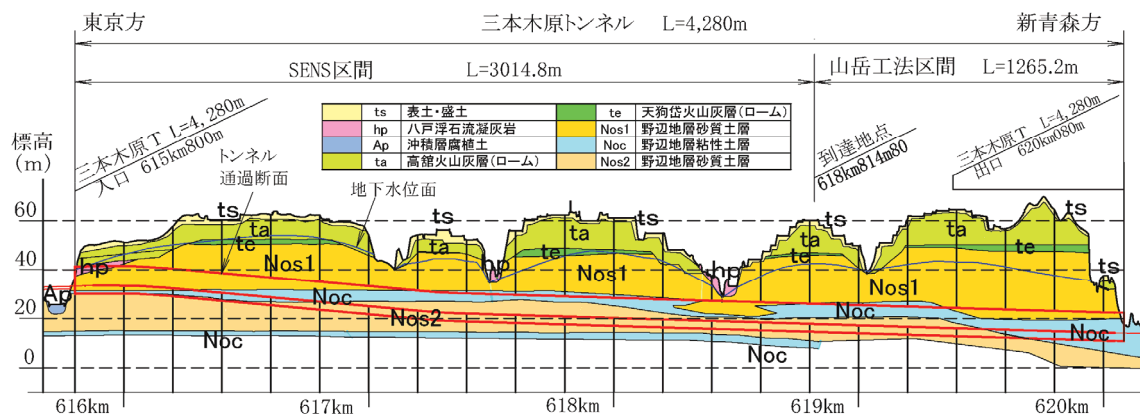 東京方
三本木原トンネル L=4,280m
新青森方
SENS区間 L=3014.8m
山岳工法区間 L=1265.2m
ts 表土・盛土
te 天狗岱火山灰層(ローム)
hp 八戸浮石流凝灰岩
Nos1 野辺地層砂質土層
Ap 沖積層腐植土
Noc 野辺地層粘性土層
ta 高舘火山灰層(ローム)
Nos2 野辺地層砂質土層
標高
(m)
三本木原T L=4,280m
入口 615km800m
トンネル
通過断面
地下水位面
到達地点
618km814m80
三本木原T L=4,280m
出口 620km080m
60
40
20
0
ts
ts
ts
ts
ts
ts
ta
ta
ta
ta
ta
te
te
te
te
hp
hp
hp
Ap
Nos1
Nos1
Nos1
Noc
Noc
Noc
Nos2
Noc
Noc
616km
617km
618km
619km
620km